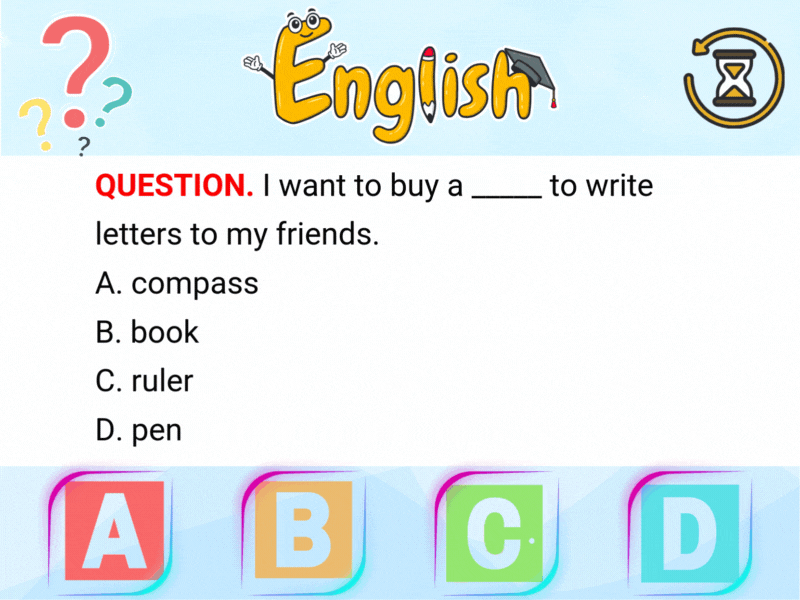 ? ? ? ?
English
QUESTION. I want to buy a _____ to write
letters to my friends.
A. compass
B. book
C. ruler
D. pen
A B C D